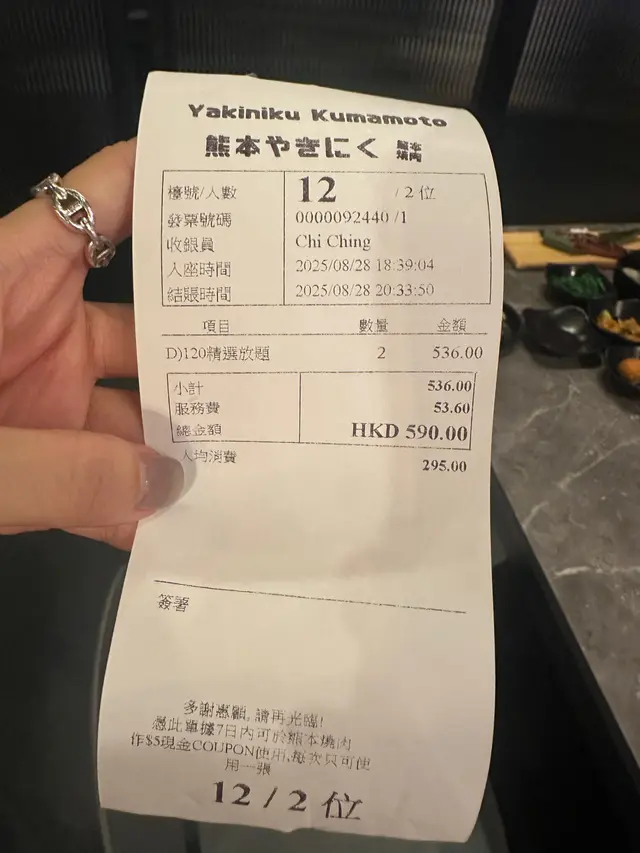 Yakiniku Kumamoto
熊本やきにく 熊本燒肉
檯號/人數 12 / 2 位
發票號碼 0000092440 /1
收銀員 Chi Ching
入座時間 2025/08/28 18:39:04
結賬時間 2025/08/28 20:33:50
項目 數量 金額
D)120精選放題 2 536.00
小計 536.00
服務費 53.60
總金額 HKD 590.00
人均消費 295.00
簽署
多謝惠顧, 請再光臨!
憑此單據7日內可於熊本燒肉
作$5現金COUPON使用,每次只可使
用一張
12 / 2 位